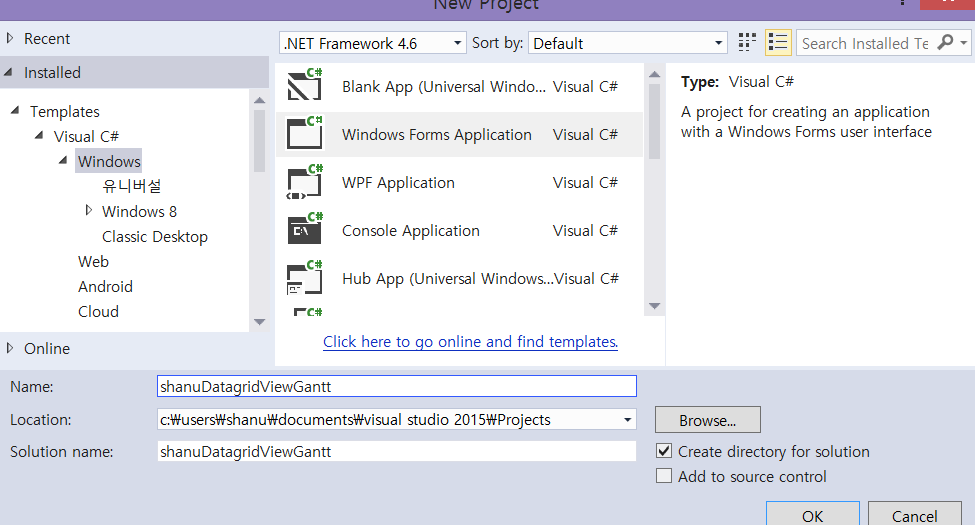 New Project
Recent
.NET Framework 4.6
Sort by:
Default
Search Installed Te
Installed
Templates
Visual C#
Windows
유니버설
Windows 8
Classic Desktop
Web
Android
Cloud
Online
C#
Blank App (Universal Windo... Visual C#
C#
Windows Forms Application Visual C#
C#
WPF Application Visual C#
C#
Console Application Visual C#
C#
Hub App (Universal Windows...Visual C#
C#
Click here to go online and find templates.
Type: Visual C#
A project for creating an application
with a Windows Forms user interface
Name: shanuDatagridViewGantt
Location: c:₩users₩shanu₩documents₩visual studio 2015₩Projects
Browse...
Solution name: shanuDatagridViewGantt
Create directory for solution
Add to source control
OK
Cancel